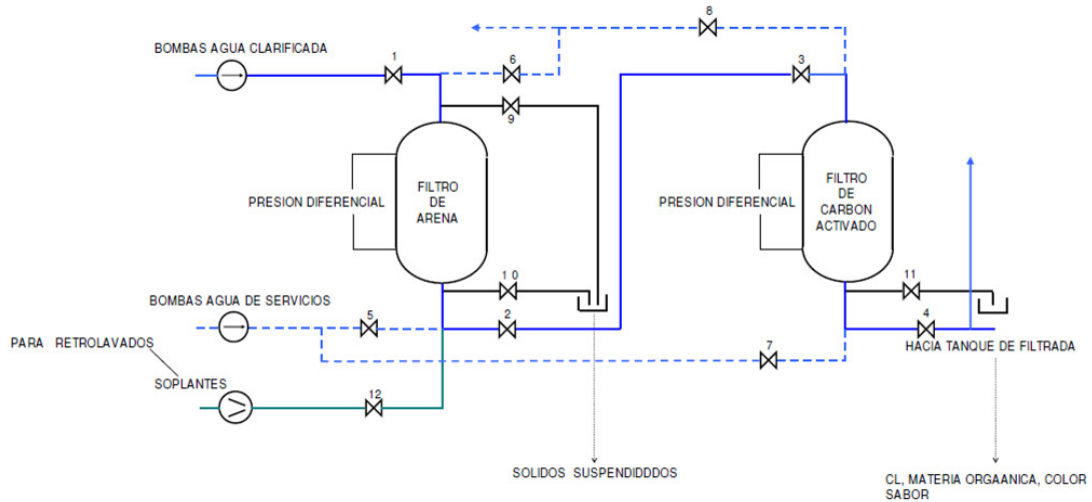 8
BOMBAS AGUA CLARIFICADA
1
6
3
9
PRESION DIFERENCIAL
FILTRO
DE
ARENA
PRESION DIFERENCIAL
FILTRO
DE
CARBON
ACTIVADO
1 0
11
BOMBAS AGUA DE SERVICIOS
5
2
4
PARA RETROLAVADOS
HACIA TANQUE DE FILTRADA
7
SOPLANTES
12
SOLIDOS SUSPENDIDDDOS
CL, MATERIA ORGAANICA, COLOR
SABOR